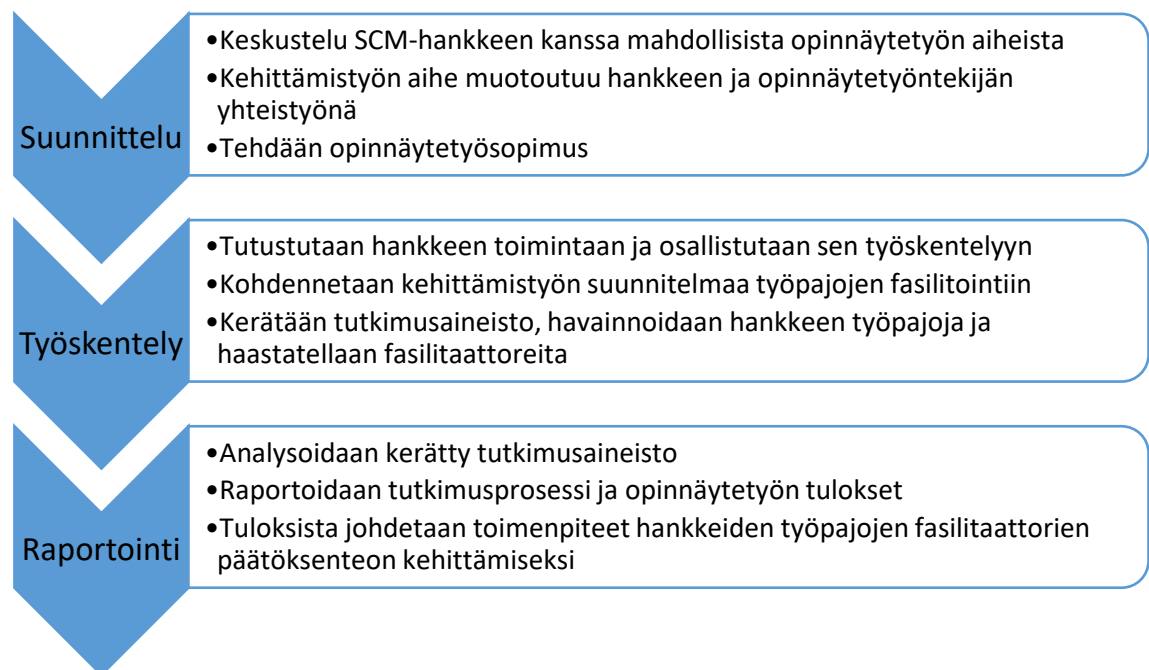 Suunnittelu
•Keskustelu SCM-hankkeen kanssa mahdollisista opinnäytetyön aiheista
•Kehittämistyön aihe muotoutuu hankkeen ja opinnäytetyöntekijän
yhteistyönä
•Tehdään opinnäytetyösopimus
Työskentely
•Tutustutaan hankkeen toimintaan ja osallistutaan sen työskentelyyn
•Kohdennetaan kehittämistyön suunnitelmaa työpajojen fasilitointiin
•Kerätään tutkimusaineisto, havainnoidaan hankkeen työpajoja ja
haastatellaan fasilitaattoreita
Raportointi
•Analysoidaan kerätty tutkimusaineisto
•Raportoidaan tutkimusprosessi ja opinnäytetyön tulokset
•Tuloksista johdetaan toimenpiteet hankkeiden työpajojen fasilitaattorien
päätöksenteon kehittämiseksi